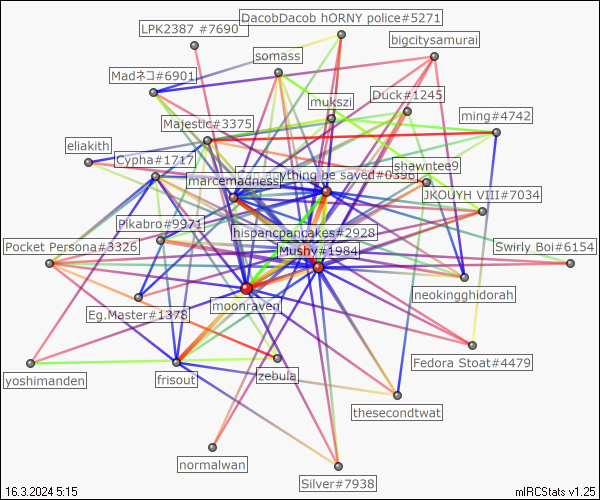 DacobDacob hORNY police#5271
LPK2387 #7690
bigcitysamurai
somass
Madネコ#6901
Duck#1245
mukszi
ming#4742
Majestic#3375
eliakith
Cypha#1717
shawntee9
Can anything be saved#0396
marcemadness
JKOUYH VIII#7034
Pikabro#9971
hispancpancakes#2928
Pocket Persona#3326
Mushy#1984
Swirly Boi#6154
neokingghidorah
moonraven
Eg.Master#1378
Fedora Stoat#4479
yoshimanden
frisout
zebula
thesecondtwat
normalwan
Silver#7938
16.3.2024 5:15
mIRCStats v1.25